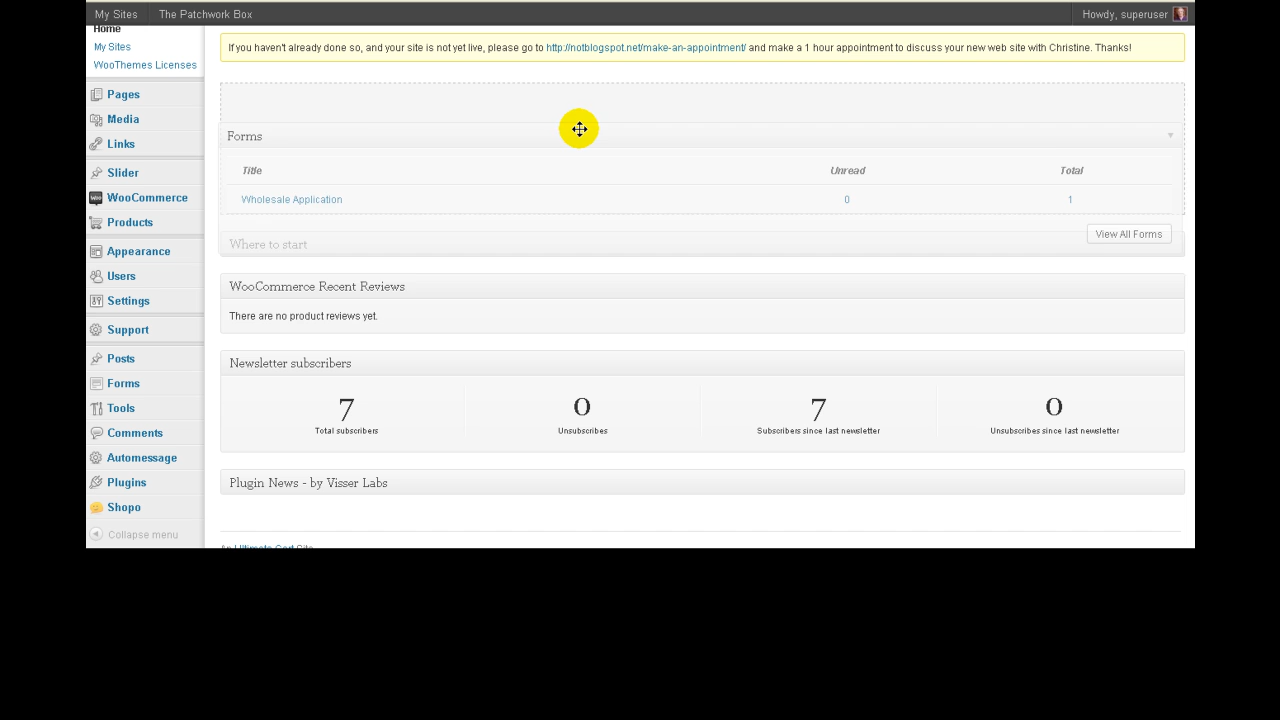 My Sites The Patchwork Box Howdy, superuser
Home
My Sites
WooThemes Licenses
Pages
Media
Links
Slider
WooCommerce
Products
Appearance
Users
Settings
Support
Posts
Forms
Tools
Comments
Automessage
Plugins
Shopo
Collapse menu
If you haven't already done so, and your site is not yet live, please go to http://notblogspot.net/make-an-appointment/ and make a 1 hour appointment to discuss your new web site with Christine. Thanks!
Forms
Title Unread Total
Wholesale Application 0 1
View All Forms
Where to start
WooCommerce Recent Reviews
There are no product reviews yet.
Newsletter subscribers
7 0 7 0
Total subscribers Unsubscribes Subscribers since last newsletter Unsubscribes since last newsletter
Plugin News - by Visser Labs
An Ultimate Cart Site